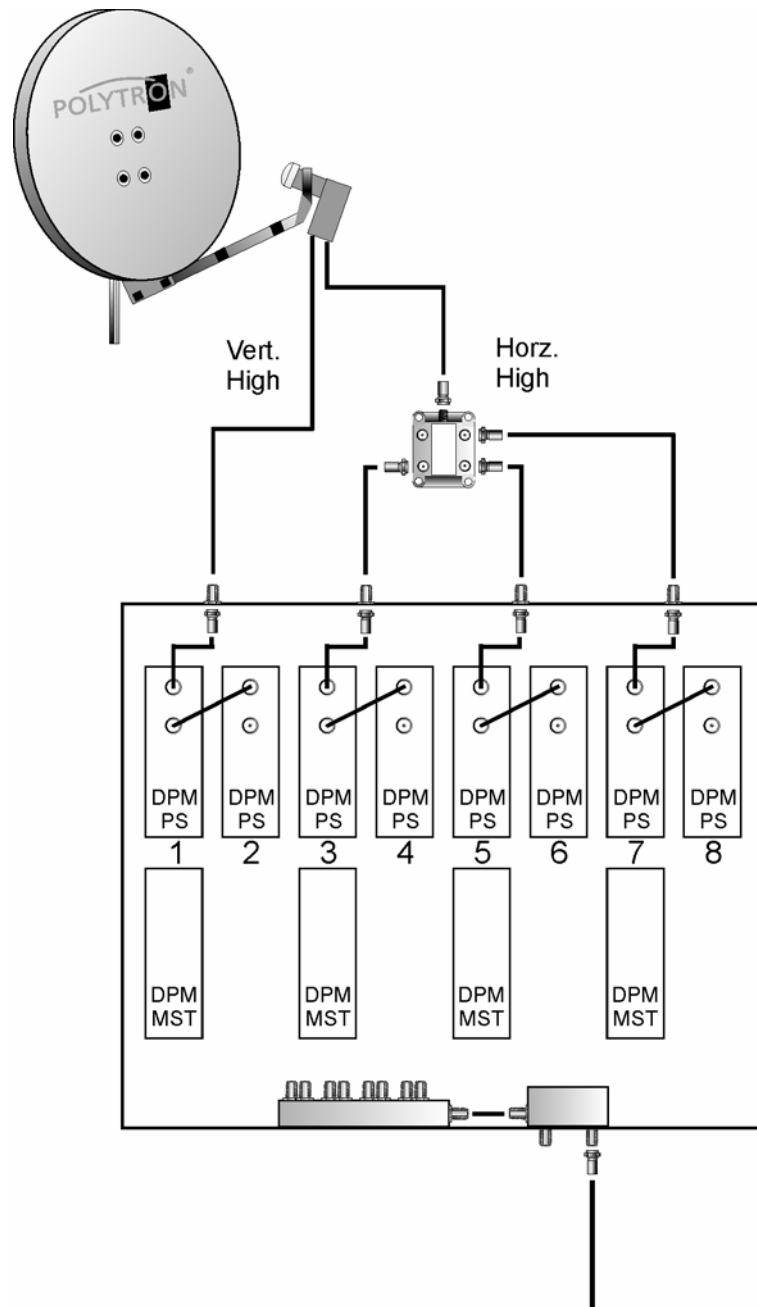 POLYTRON®
Vert.
High
Horz.
High
DPM
PS
DPM
PS
DPM
PS
DPM
PS
DPM
PS
DPM
PS
DPM
PS
DPM
PS
1 2 3 4 5 6 7 8
DPM
MST
DPM
MST
DPM
MST
DPM
MST